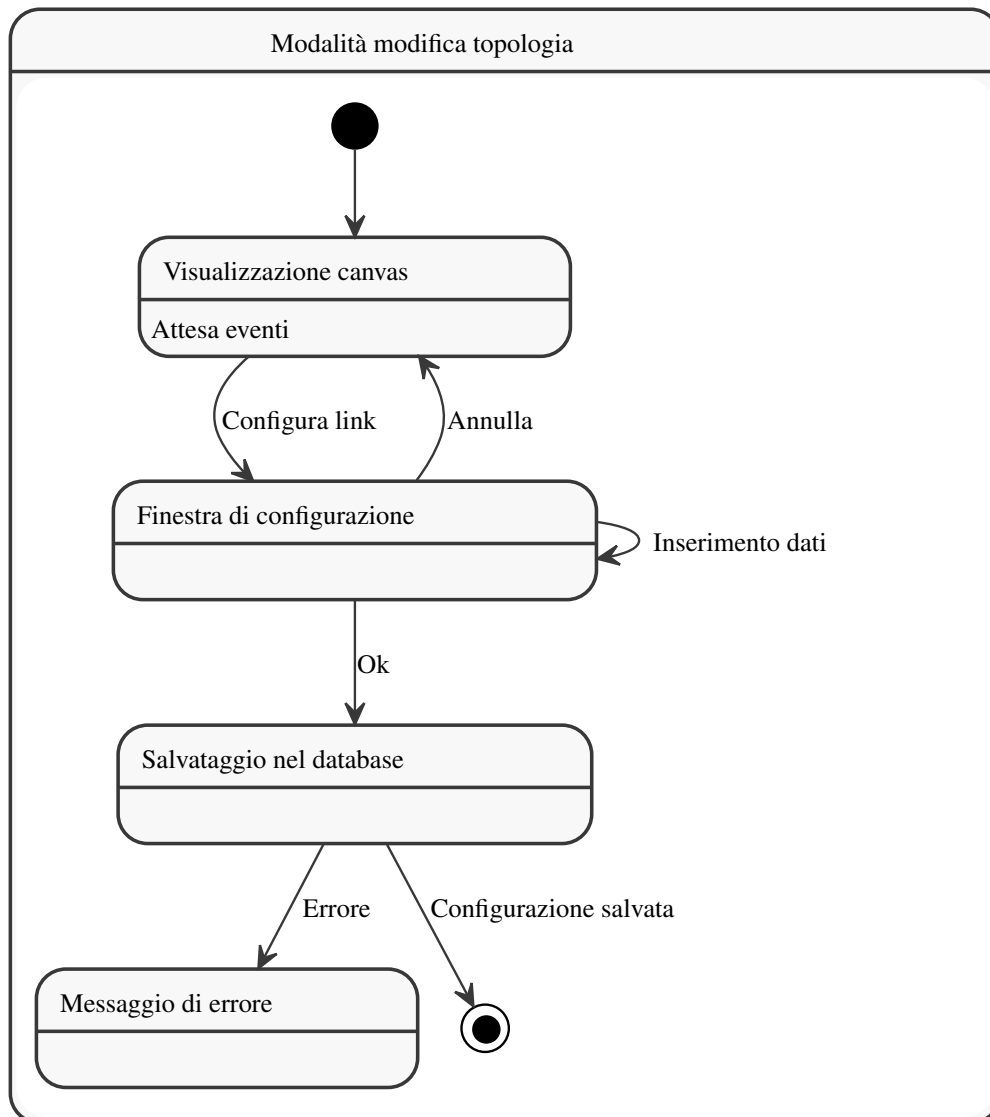 Modalità modifica topologia
Visualizzazione canvas
Attesa eventi
Configura link
Annulla
Finestra di configurazione
Inserimento dati
Ok
Salvataggio nel database
Errore
Configurazione salvata
Messaggio di errore